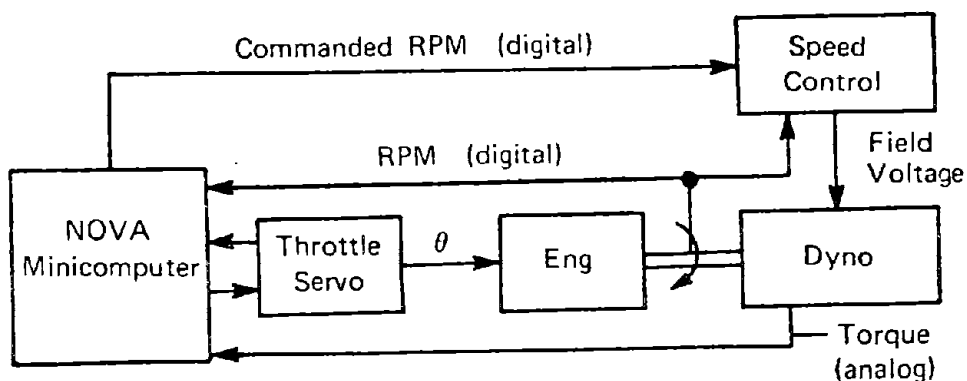 Commanded RPM (digital)
Speed
Control
RPM (digital)
Field
Voltage
NOVA
Minicomputer
Throttle
Servo
θ
Eng
Dyno
Torque
(analog)